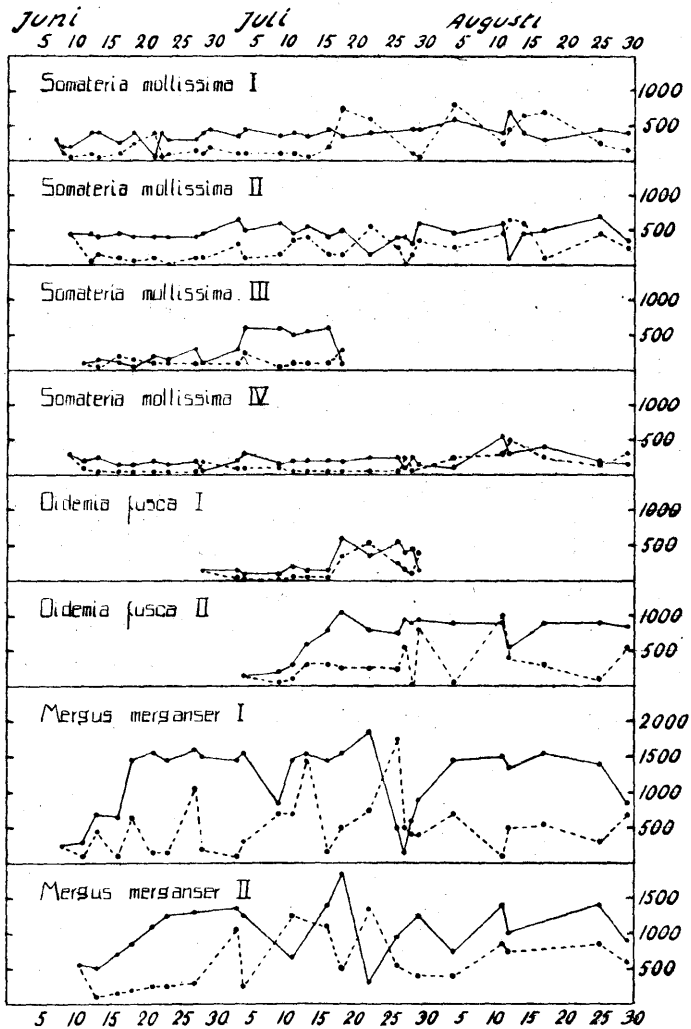 Juni Juli Augusti
5 10 15 20 25 30 5 10 15 20 25 30 5 10 15 20 25 30
Somateria mollissima I
1000
500
Somateria mollissima II
1000
500
Somateria mollissima III
1000
500
Somateria mollissima IV
1000
500
Oidemia fusca I
1000
500
Oidemia fusca II
1000
500
Mergus merganser I
2000
1500
1000
500
Mergus merganser II
1500
1000
500
5 10 15 20 25 30 5 10 15 20 25 30 5 10 15 20 25 30